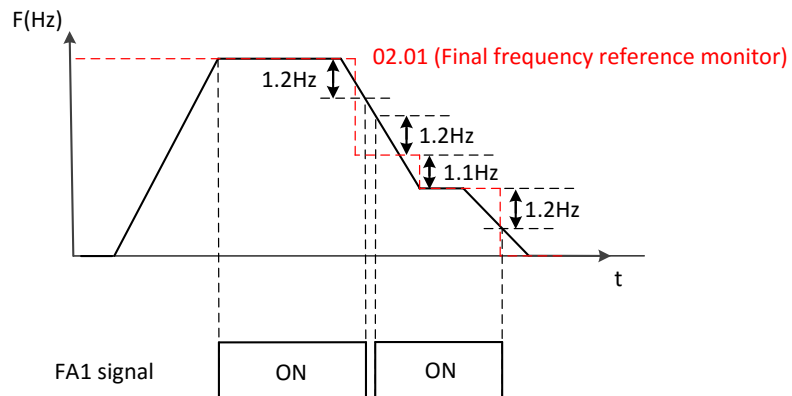 F(Hz)
02.01 (Final frequency reference monitor)
1.2Hz
1.2Hz
1.1Hz
1.2Hz
t
FA1 signal
ON
ON